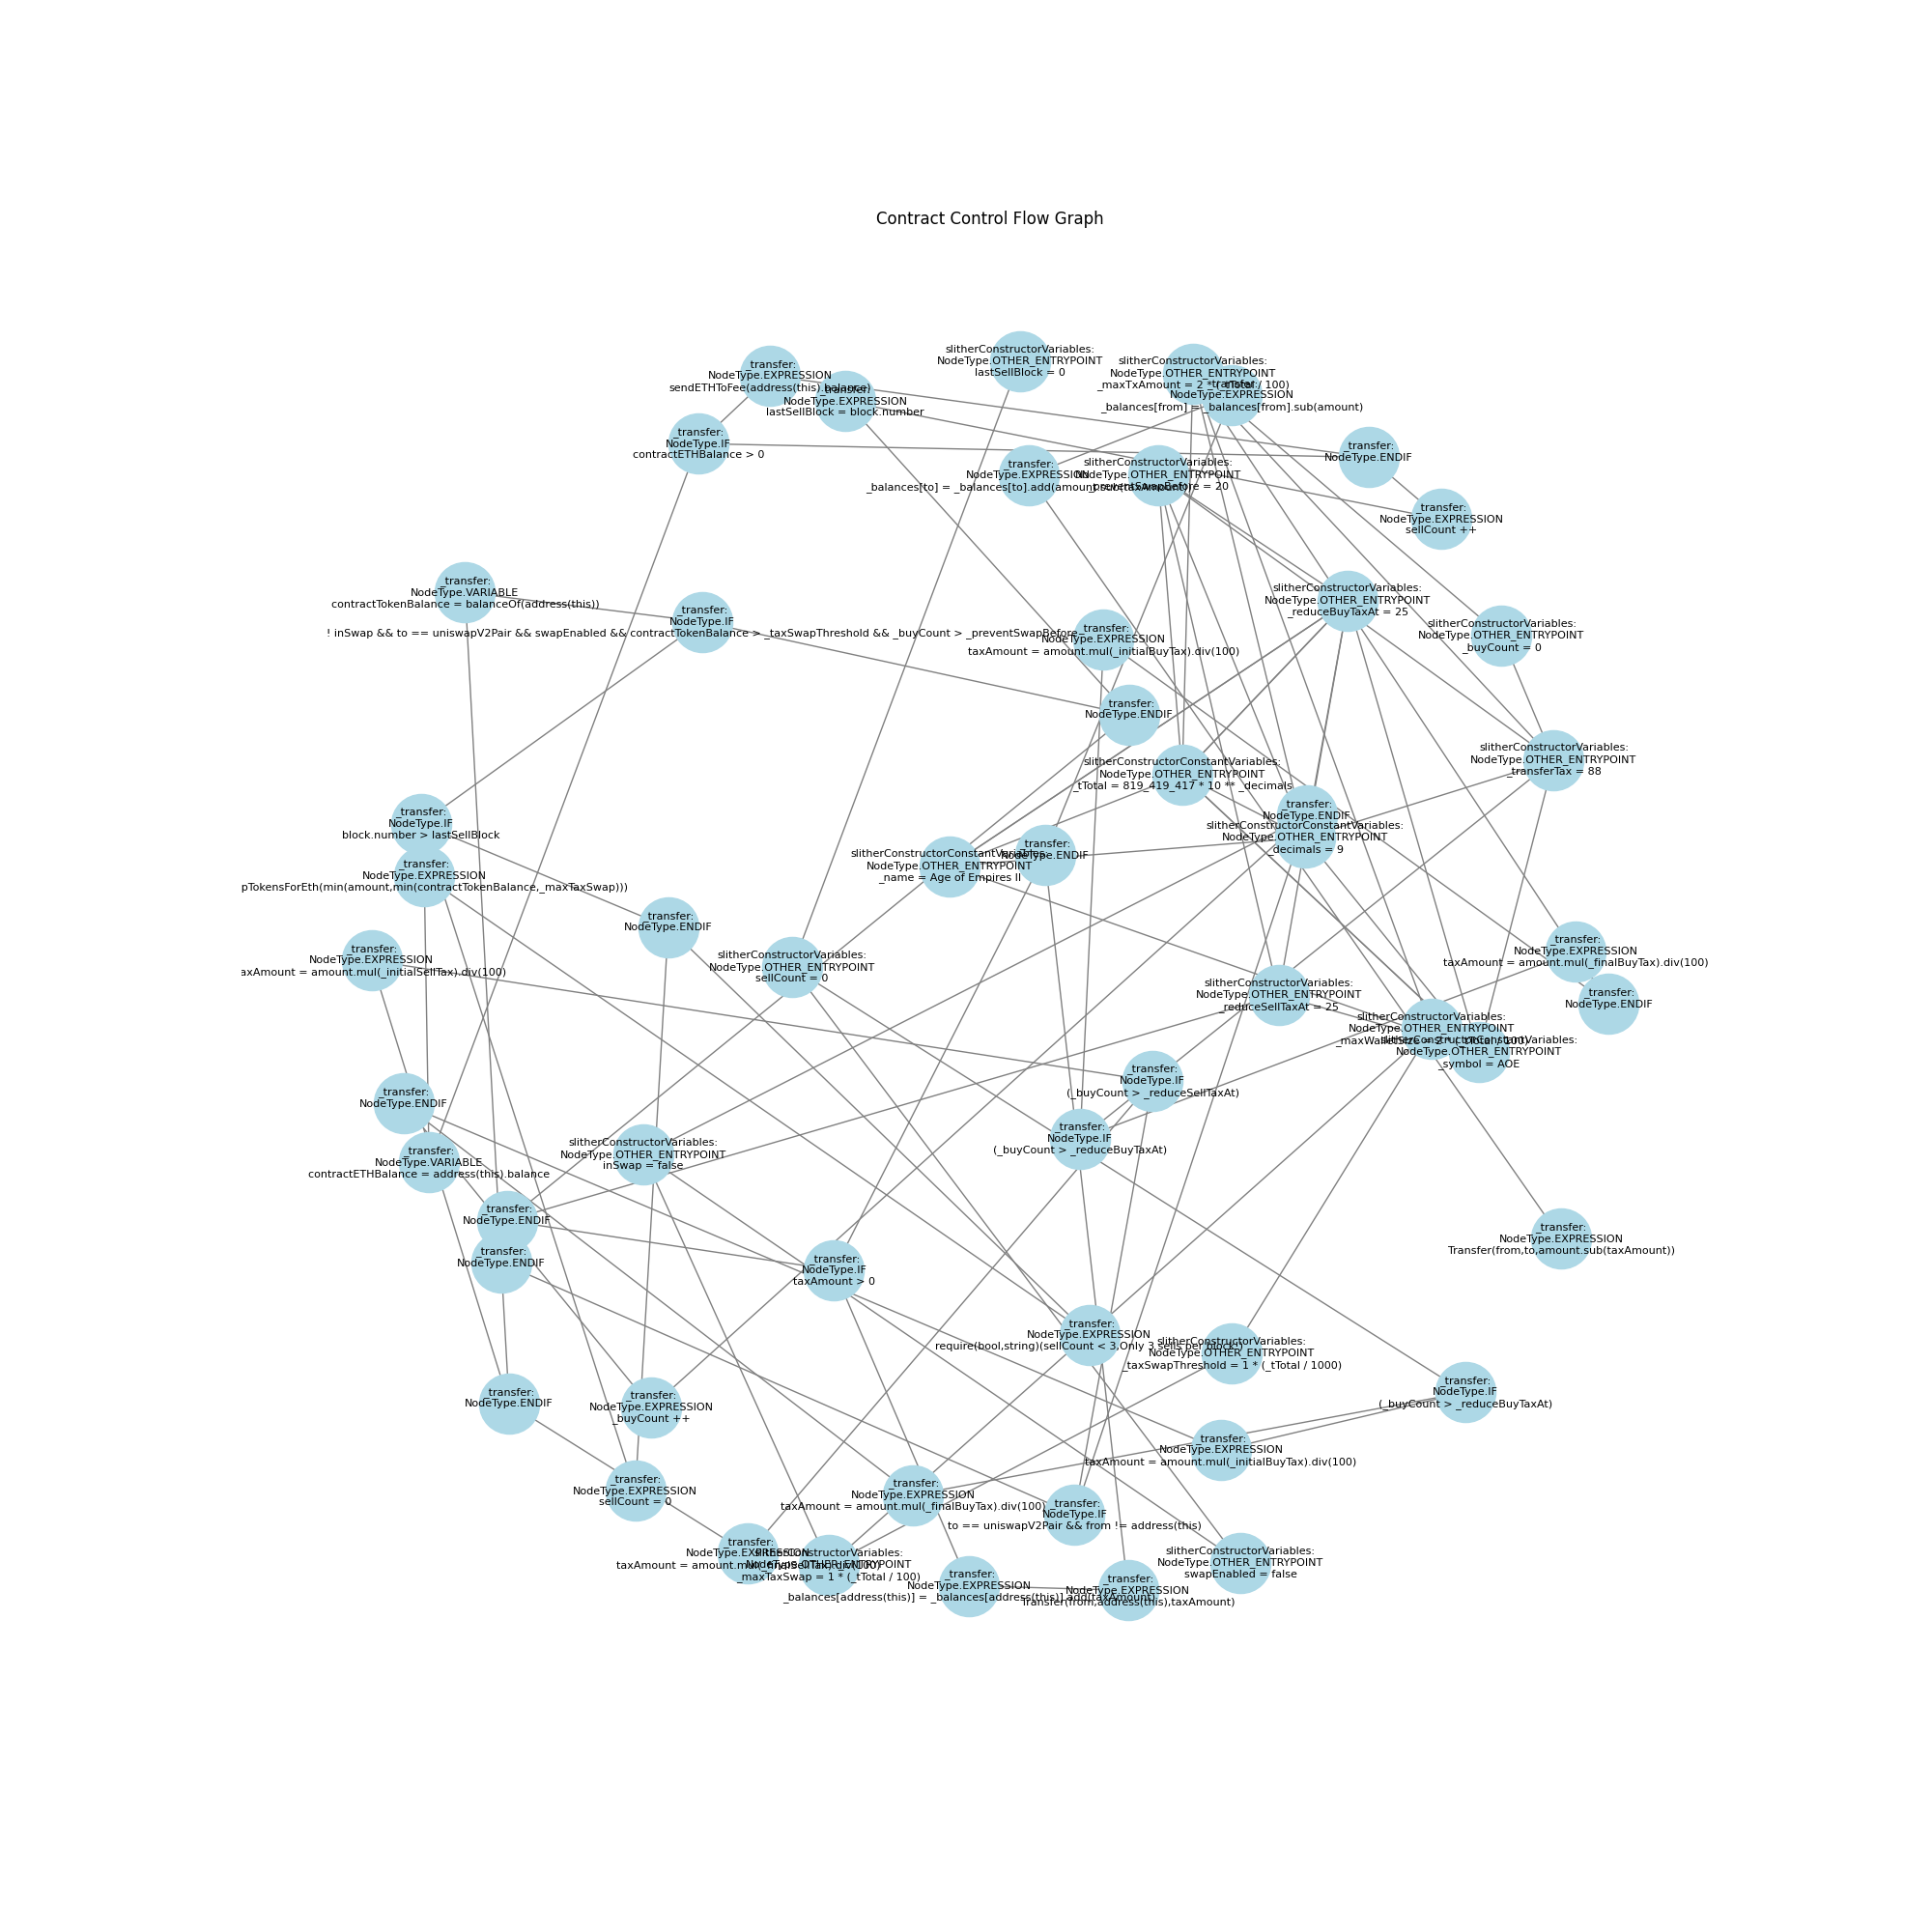 Contract Control Flow Graph
slitherConstructorVariables:
NodeType.OTHER_ENTRYPOINT
lastSellBlock = 0
slitherConstructorVariables:
NodeType.OTHER_ENTRYPOINT
_maxTxAmount = 2 * (_tTotal / 100)
_transfer:
NodeType.EXPRESSION
sendETHToFee(address(this).balance)
_transfer:
NodeType.EXPRESSION
lastSellBlock = block.number
_transfer:
NodeType.EXPRESSION
_balances[from] = _balances[from].sub(amount)
_transfer:
NodeType.IF
contractETHBalance > 0
_transfer:
NodeType.ENDIF
_transfer:
NodeType.EXPRESSION
_balances[to] = _balances[to].add(amount.sub(taxAmount))
slitherConstructorVariables:
NodeType.OTHER_ENTRYPOINT
_preventSwapBefore = 20
_transfer:
NodeType.EXPRESSION
sellCount ++
_transfer:
NodeType.VARIABLE
contractTokenBalance = balanceOf(address(this))
slitherConstructorVariables:
NodeType.OTHER_ENTRYPOINT
_reduceBuyTaxAt = 25
_transfer:
NodeType.IF
! inSwap && to == uniswapV2Pair && swapEnabled && contractTokenBalance > _taxSwapThreshold && _buyCount > _preventSwapBefore
_transfer:
NodeType.EXPRESSION
taxAmount = amount.mul(_initialBuyTax).div(100)
slitherConstructorVariables:
NodeType.OTHER_ENTRYPOINT
_buyCount = 0
_transfer:
NodeType.ENDIF
slitherConstructorVariables:
NodeType.OTHER_ENTRYPOINT
_transferTax = 88
slitherConstructorConstantVariables:
NodeType.OTHER_ENTRYPOINT
_tTotal = 819_419_417 * 10 ** _decimals
_transfer:
NodeType.IF
block.number > lastSellBlock
_transfer:
NodeType.ENDIF
slitherConstructorConstantVariables:
NodeType.OTHER_ENTRYPOINT
_decimals = 9
_transfer:
NodeType.EXPRESSION
pTokensForEth(min(amount,min(contractTokenBalance,_maxTaxSwap)))
slitherConstructorConstantVariables:
NodeType.OTHER_ENTRYPOINT
_name = Age of Empires II
_transfer:
NodeType.ENDIF
_transfer:
NodeType.ENDIF
_transfer:
NodeType.EXPRESSION
axAmount = amount.mul(_initialSellTax).div(100)
slitherConstructorVariables:
NodeType.OTHER_ENTRYPOINT
sellCount = 0
_transfer:
NodeType.EXPRESSION
taxAmount = amount.mul(_finalBuyTax).div(100)
slitherConstructorVariables:
NodeType.OTHER_ENTRYPOINT
_reduceSellTaxAt = 25
_transfer:
NodeType.ENDIF
slitherConstructorVariables:
NodeType.OTHER_ENTRYPOINT
_maxWalletSize = 2 * (_tTotal / 100)
slitherConstructorConstantVariables:
NodeType.OTHER_ENTRYPOINT
_symbol = AOE
_transfer:
NodeType.IF
(_buyCount > _reduceSellTaxAt)
_transfer:
NodeType.ENDIF
_transfer:
NodeType.IF
(_buyCount > _reduceBuyTaxAt)
_transfer:
NodeType.VARIABLE
contractETHBalance = address(this).balance
slitherConstructorVariables:
NodeType.OTHER_ENTRYPOINT
inSwap = false
_transfer:
NodeType.ENDIF
_transfer:
NodeType.EXPRESSION
Transfer(from,to,amount.sub(taxAmount))
_transfer:
NodeType.ENDIF
_transfer:
NodeType.IF
taxAmount > 0
_transfer:
NodeType.EXPRESSION
require(bool,string)(sellCount < 3,Only 3 sells per block!)
slitherConstructorVariables:
NodeType.OTHER_ENTRYPOINT
_taxSwapThreshold = 1 * (_tTotal / 1000)
_transfer:
NodeType.IF
(_buyCount > _reduceBuyTaxAt)
_transfer:
NodeType.ENDIF
_transfer:
NodeType.EXPRESSION
_buyCount ++
_transfer:
NodeType.EXPRESSION
taxAmount = amount.mul(_initialBuyTax).div(100)
_transfer:
NodeType.EXPRESSION
sellCount = 0
_transfer:
NodeType.EXPRESSION
taxAmount = amount.mul(_finalBuyTax).div(100)
_transfer:
NodeType.IF
to == uniswapV2Pair && from != address(this)
_transfer:
NodeType.EXPRESSION
taxAmount = amount.mul(_finalSellTax).div(100)
slitherConstructorVariables:
NodeType.OTHER_ENTRYPOINT
_maxTaxSwap = 1 * (_tTotal / 100)
slitherConstructorVariables:
NodeType.OTHER_ENTRYPOINT
swapEnabled = false
_transfer:
NodeType.EXPRESSION
_balances[address(this)] = _balances[address(this)].add(taxAmount)
_transfer:
NodeType.EXPRESSION
Transfer(from,address(this),taxAmount)